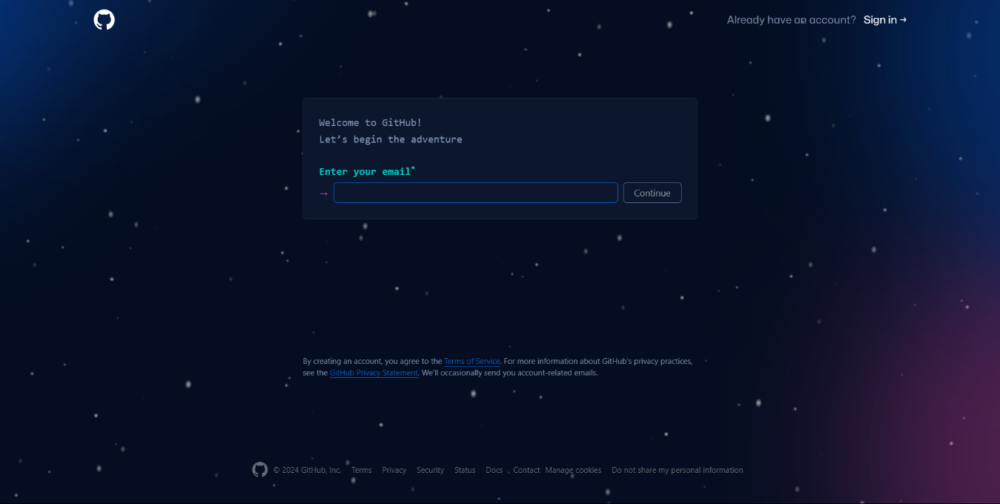 Already have an account? Sign in →
Welcome to GitHub!
Let’s begin the adventure
Enter your email*
→ Continue
By creating an account, you agree to the Terms of Service. For more information about GitHub's privacy practices,
see the GitHub Privacy Statement. We'll occasionally send you account-related emails.
© 2024 GitHub, Inc. Terms Privacy Security Status Docs Contact Manage cookies Do not share my personal information